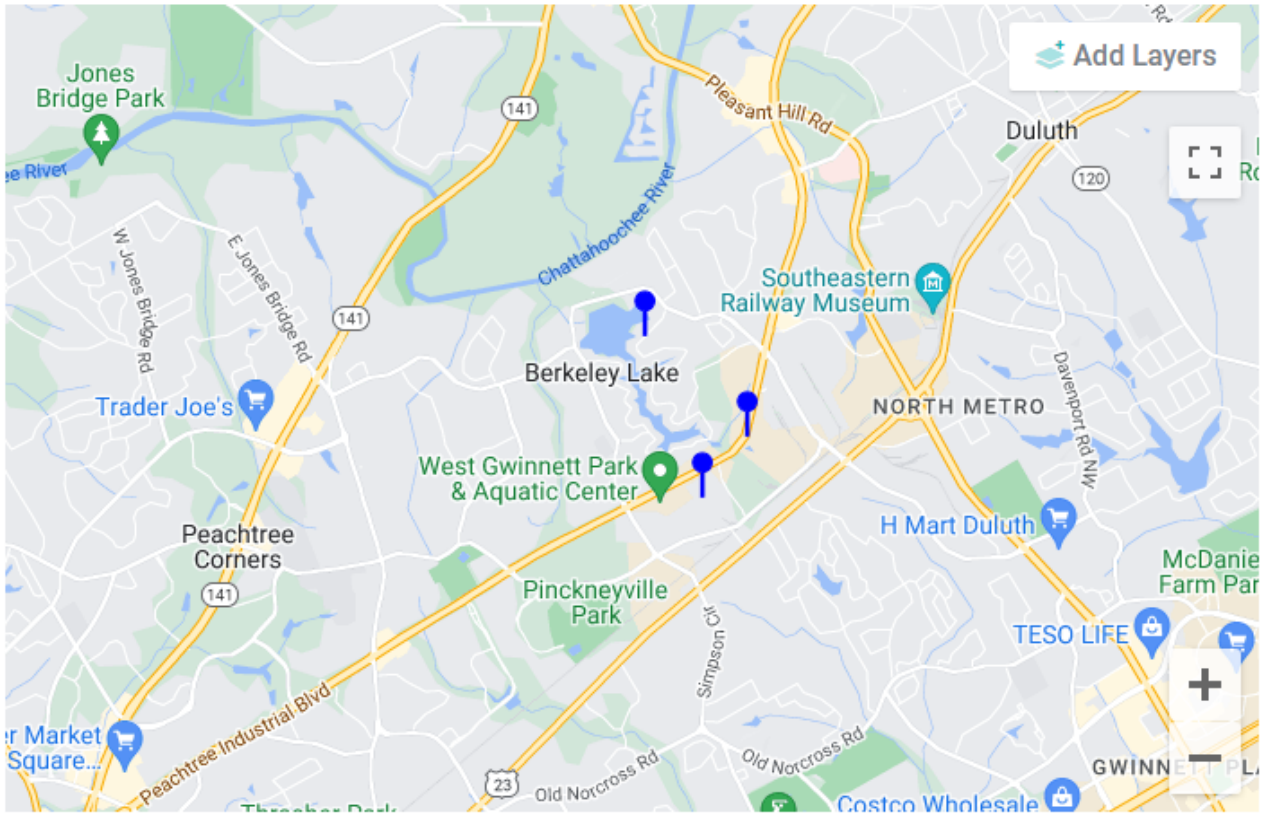 Jones
Bridge Park
141
Pleasant Hill Rd
Add Layers
Duluth
120
ee River
Chattahoochee River
W Jones Bridge Rd
E Jones Bridge Rd
Southeastern
Railway Museum
141
Berkeley Lake
Davenport Rd NW
Trader Joe's
NORTH METRO
West Gwinnett Park
& Aquatic Center
Peachtree
Corners
H Mart Duluth
McDanie
Farm Par
Pinckneyville
Park
141
Simpson Cir
TESO LIFE
er Market
Square...
Peachtree Industrial Blvd
Old Norcross Rd
23
Old Norcross Rd
GWINNETT PLA
Thrasher Park
Costco Wholesale